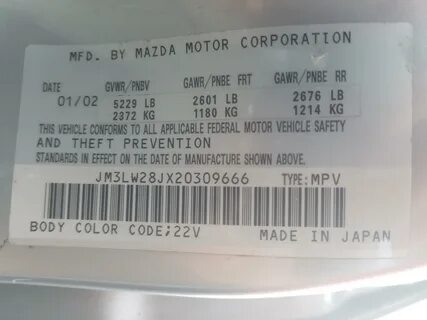 MFD. BY MAZDA MOTOR CORPORATION
DATE GVWR/PNBV GAWR/PNBE FRT GAWR/PNBE RR
01/02 5229 LB 2601 LB 2676 LB
2372 KG 1180 KG 1214 KG
THIS VEHICLE CONFORMS TO ALL APPLICABLE FEDERAL MOTOR VEHICLE SAFETY
AND THEFT PREVENTION
STANDARDS IN EFFECT ON THE DATE OF MANUFACTURE SHOWN ABOVE.
JM3LW28JX20309666 TYPE:MPV
BODY COLOR CODE;22V MADE IN JAPAN